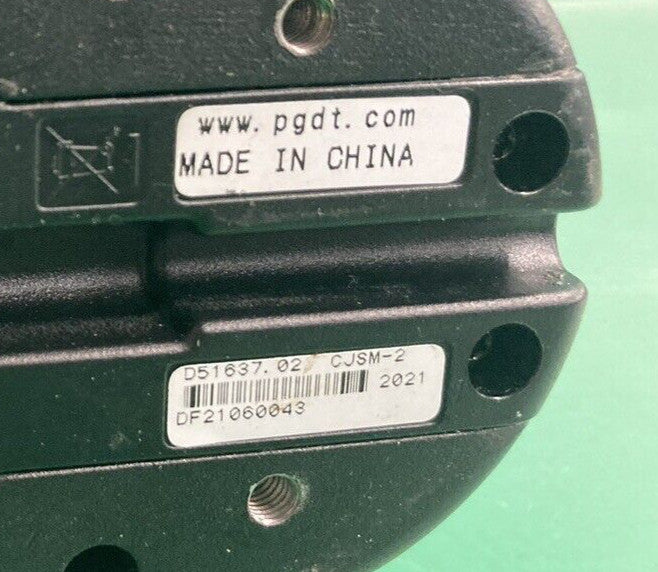 www.pgdt.com
MADE IN CHINA
D51637.02 CJSM-2
2021
DF21060043